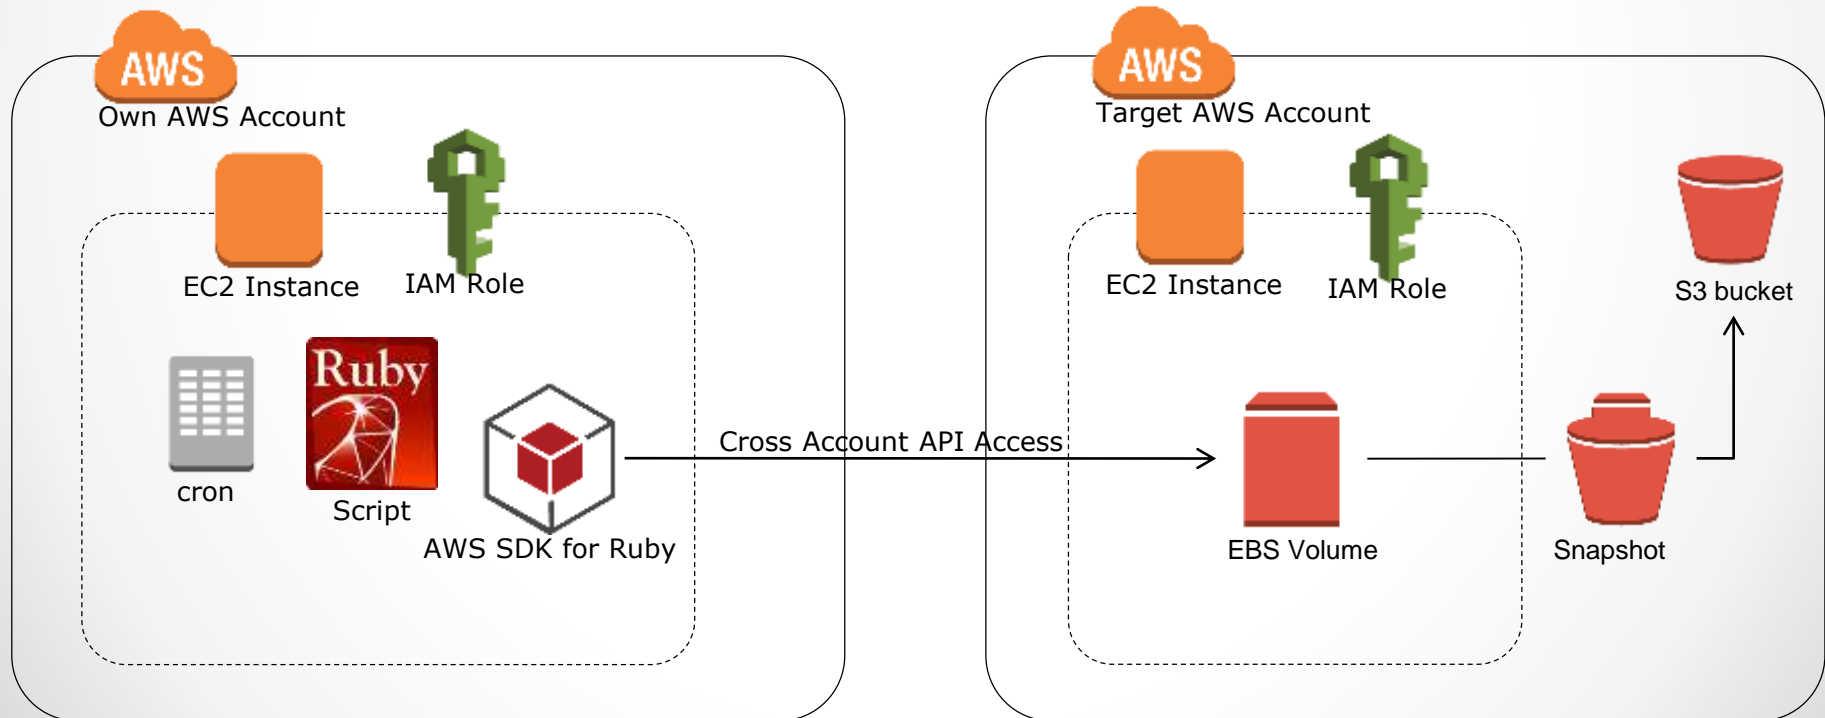 AWS
Own AWS Account
EC2 Instance
IAM Role
cron
Ruby
Script
AWS SDK for Ruby
Cross Account API Access
AWS
Target AWS Account
EC2 Instance
IAM Role
S3 bucket
EBS Volume
Snapshot